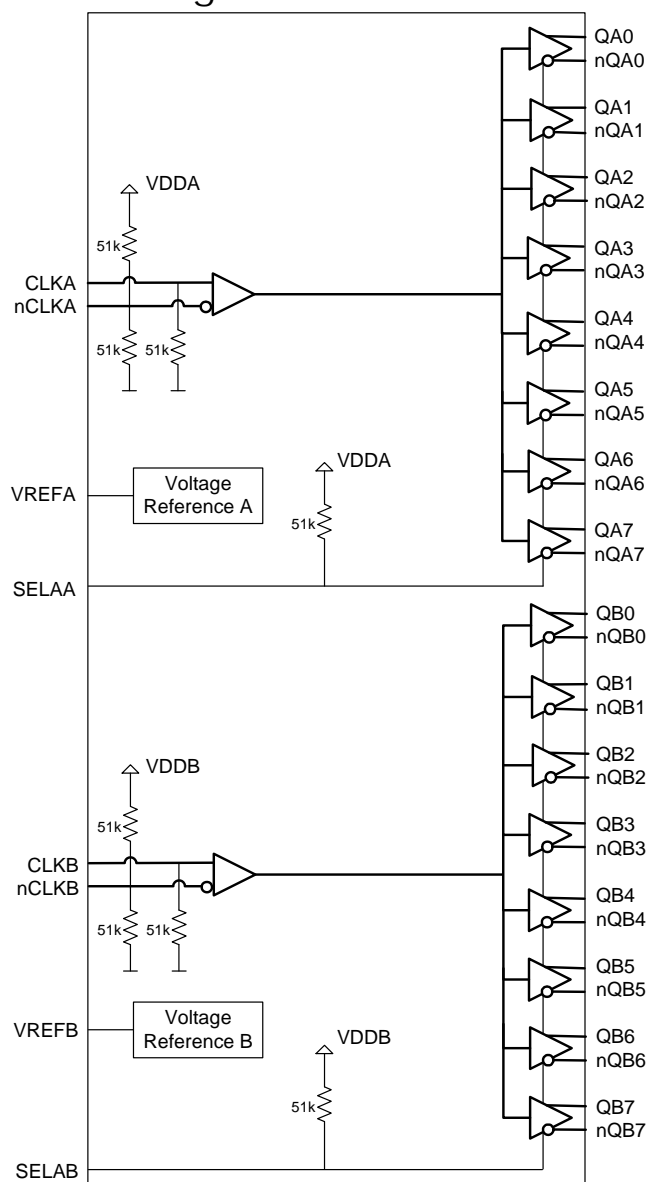 QA0
nQA0
QA1
nQA1
VDDA
QA2
nQA2
51k
QA3
CLKA
nQA3
nCLKA
QA4
51k
51k
nQA4
QA5
nQA5
VDDA
QA6
nQA6
VREFA
Voltage
Reference A
51k
QA7
nQA7
SELAA
QB0
nQB0
QB1
nQB1
VDDB
QB2
nQB2
51k
QB3
nQB3
CLKB
nCLKB
QB4
nQB4
51k
51k
QB5
nQB5
VREFB
Voltage
Reference B
VDDB
QB6
nQB6
51k
QB7
nQB7
SELAB